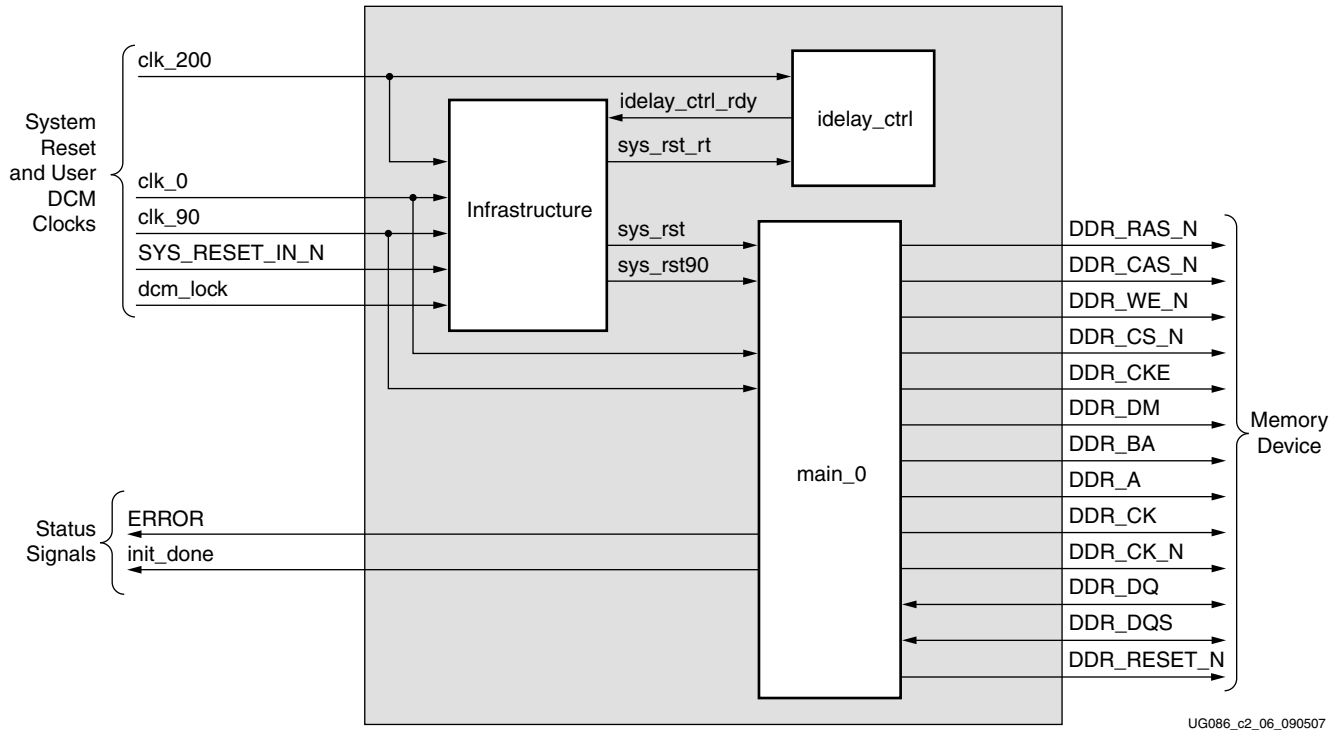 clk_200
idelay_ctrl_rdy
idelay_ctrl
System
Reset
and User
DCM
Clocks
sys_rst_rt
clk_0
Infrastructure
clk_90
sys_rst
DDR_RAS_N
SYS_RESET_IN_N
sys_rst90
DDR_CAS_N
dcm_lock
DDR_WE_N
DDR_CS_N
DDR_CKE
DDR_DM
Memory
Device
DDR_BA
main_0
DDR_A
Status
Signals
ERROR
DDR_CK
init_done
DDR_CK_N
DDR_DQ
DDR_DQS
DDR_RESET_N
UG086_c2_06_090507